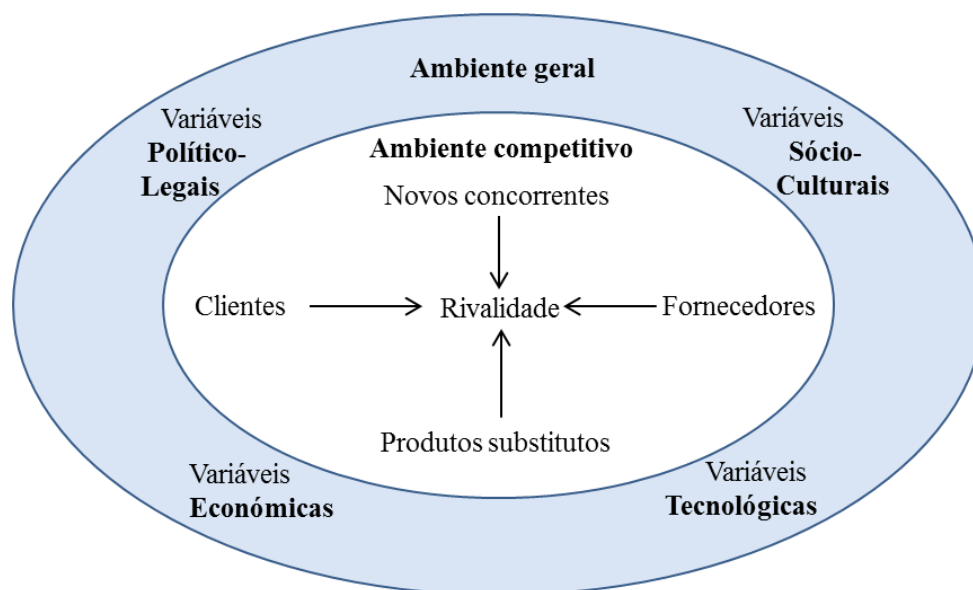 Ambiente geral
Variáveis
Político-
Legais
Variáveis
Sócio-
Culturais
Ambiente competitivo
Novos concorrentes
Clientes
Rivalidade
Fornecedores
Produtos substitutos
Variáveis
Económicas
Variáveis
Tecnológicas